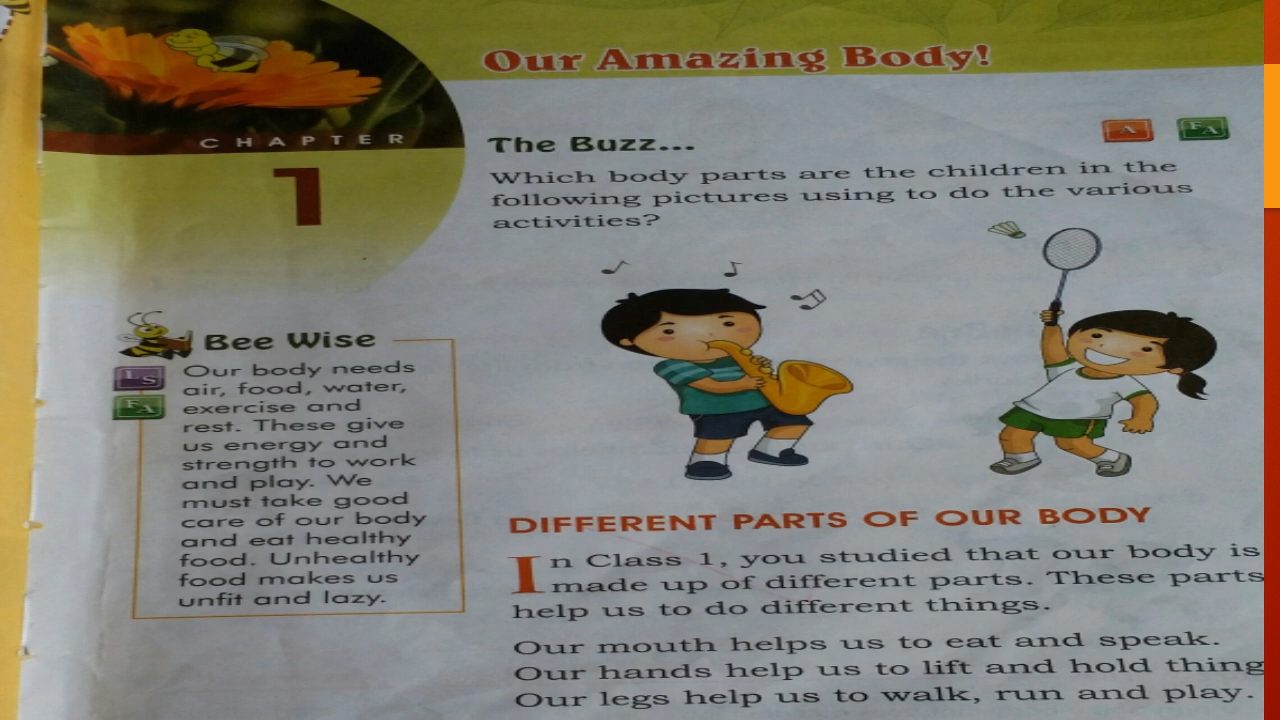 Our Amazing Body!
CHAPTER
1
The Buzz...
A
FA
Which body parts are the children in the
following pictures using to do the various
activities?
Bee Wise
LS
FA
Our body needs
air, food, water,
exercise and
rest. These give
us energy and
strength to work
and play. We
must take good
care of our body
and eat healthy
food. Unhealthy
food makes us
unfit and lazy.
DIFFERENT PARTS OF OUR BODY
In Class 1, you studied that our body is
made up of different parts. These parts
help us to do different things.
Our mouth helps us to eat and speak.
Our hands help us to lift and hold thing
Our legs help us to walk, run and play.